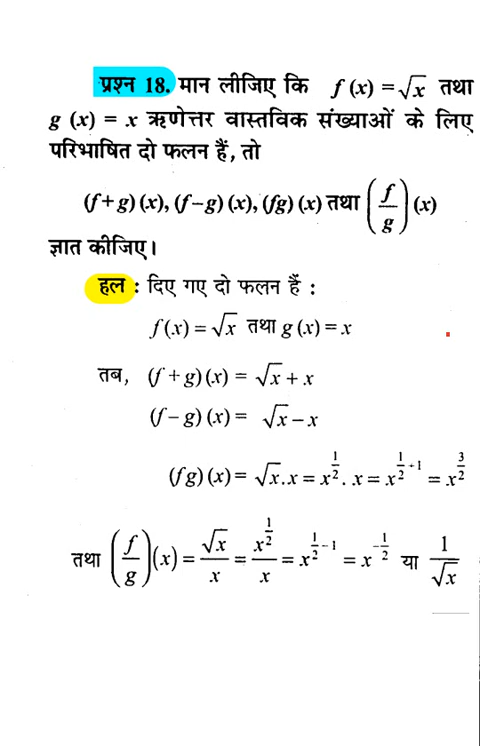 प्रश्न 18. मान लीजिए कि f (x) = √x तथा
g (x) = x ऋणेत्तर वास्तविक संख्याओं के लिए
परिभाषित दो फलन हैं, तो
(f+g) (x), (f−g) (x), (fg) (x) तथा (f/g) (x)
ज्ञात कीजिए।
हल : दिए गए दो फलन हैं :
f (x) = √x तथा g (x) = x
तब, (f + g) (x) = √x + x
(f − g) (x) = √x − x
(fg) (x) = √x . x = x^(1/2) . x = x^(1/2 + 1) = x^(3/2)
तथा (f/g) (x) = √x/x = x^(1/2)/x = x^(1/2 − 1) = x^(−1/2) या 1/√x